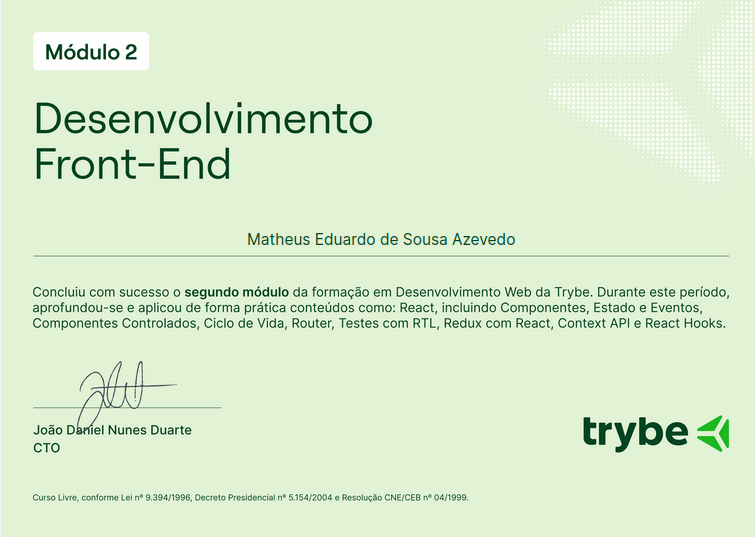 Módulo 2
Desenvolvimento
Front-End
Matheus Eduardo de Sousa Azevedo
Concluiu com sucesso o segundo módulo da formação em Desenvolvimento Web da Trybe. Durante este período,
aprofundou-se e aplicou de forma prática conteúdos como: React, incluindo Componentes, Estado e Eventos,
Componentes Controlados, Ciclo de Vida, Router, Testes com RTL, Redux com React, Context API e React Hooks.
João Daniel Nunes Duarte
CTO
trybe
Curso Livre, conforme Lei nº 9.394/1996, Decreto Presidencial nº 5.154/2004 e Resolução CNE/CEB nº 04/1999.